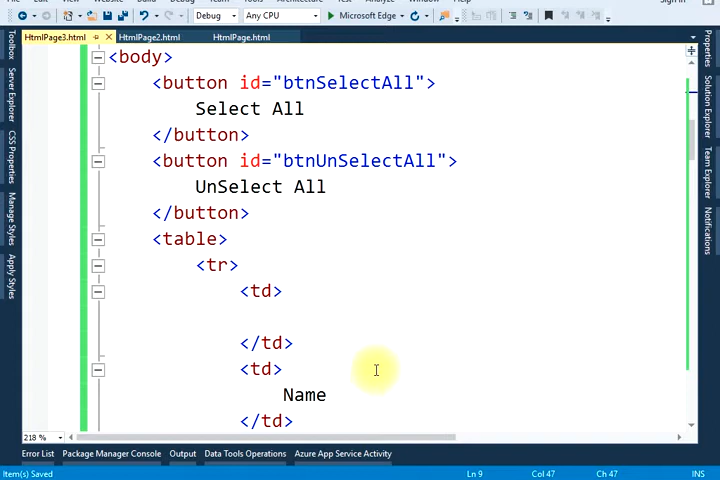 Debug
Any CPU
Microsoft Edge
HtmlPage3.html
HtmlPage2.html
HtmlPage.html
Toolbox
Server Explorer
CSS Properties
Manage Styles
Apply Styles
<body>
<button id="btnSelectAll">
Select All
</button>
<button id="btnUnSelectAll">
UnSelect All
</button>
<table>
<tr>
<td>
</td>
<td>
Name
</td>
Properties
Solution Explorer
Team Explorer
Notifications
218 %
Error List
Package Manager Console
Output
Data Tools Operations
Azure App Service Activity
Item(s) Saved
Ln 9
Col 47
Ch 47
INS